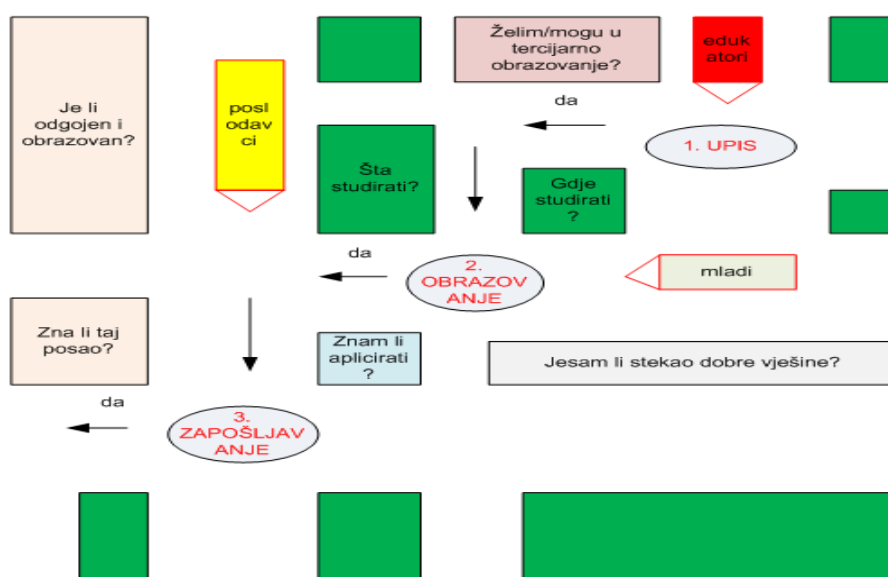 Želim/mogu u
tercijarno
obrazovanje?
eduk
atori
Je li
odgojen i
obrazovan?
posl
odav
ci
da
1. UPIS
Šta
studirati?
Gdje
studirati
?
da
2.
OBRAZOV
ANJE
mladi
Zna li taj
posao?
Znam li
aplicirati
?
Jesam li stekao dobre vješine?
da
3.
ZAPOŠLJAV
ANJE